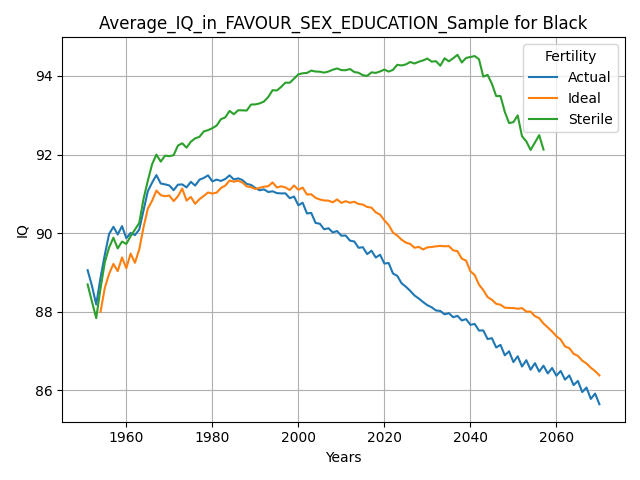 Average_IQ_in_FAVOUR_SEX_EDUCATION_Sample for Black
Fertility
Actual
Ideal
Sterile
IQ
94
92
90
88
86
1960
1980
2000
2020
2040
2060
Years